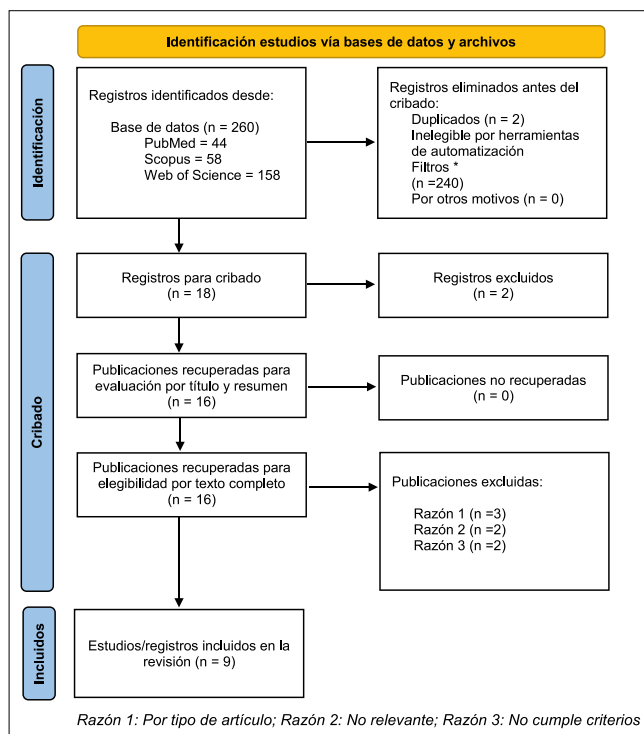 Identificación estudios vía bases de datos y archivos
Identificación
Registros identificados desde:
Base de datos (n = 260)
PubMed = 44
Scopus = 58
Web of Science = 158
Registros eliminados antes del
cribado:
Duplicados (n = 2)
Inelegible por herramientas
de automatización
Filtros *
(n =240)
Por otros motivos (n = 0)
Cribado
Registros para cribado
(n = 18)
Registros excluidos
(n = 2)
Publicaciones recuperadas para
evaluación por título y resumen
(n = 16)
Publicaciones no recuperadas
(n = 0)
Publicaciones recuperadas para
elegibilidad por texto completo
(n = 16)
Publicaciones excluidas:
Razón 1 (n =3)
Razón 2 (n =2)
Razón 3 (n =2)
Incluidos
Estudios/registros incluidos en la
revisión (n = 9)
Razón 1: Por tipo de artículo; Razón 2: No relevante; Razón 3: No cumple criterios